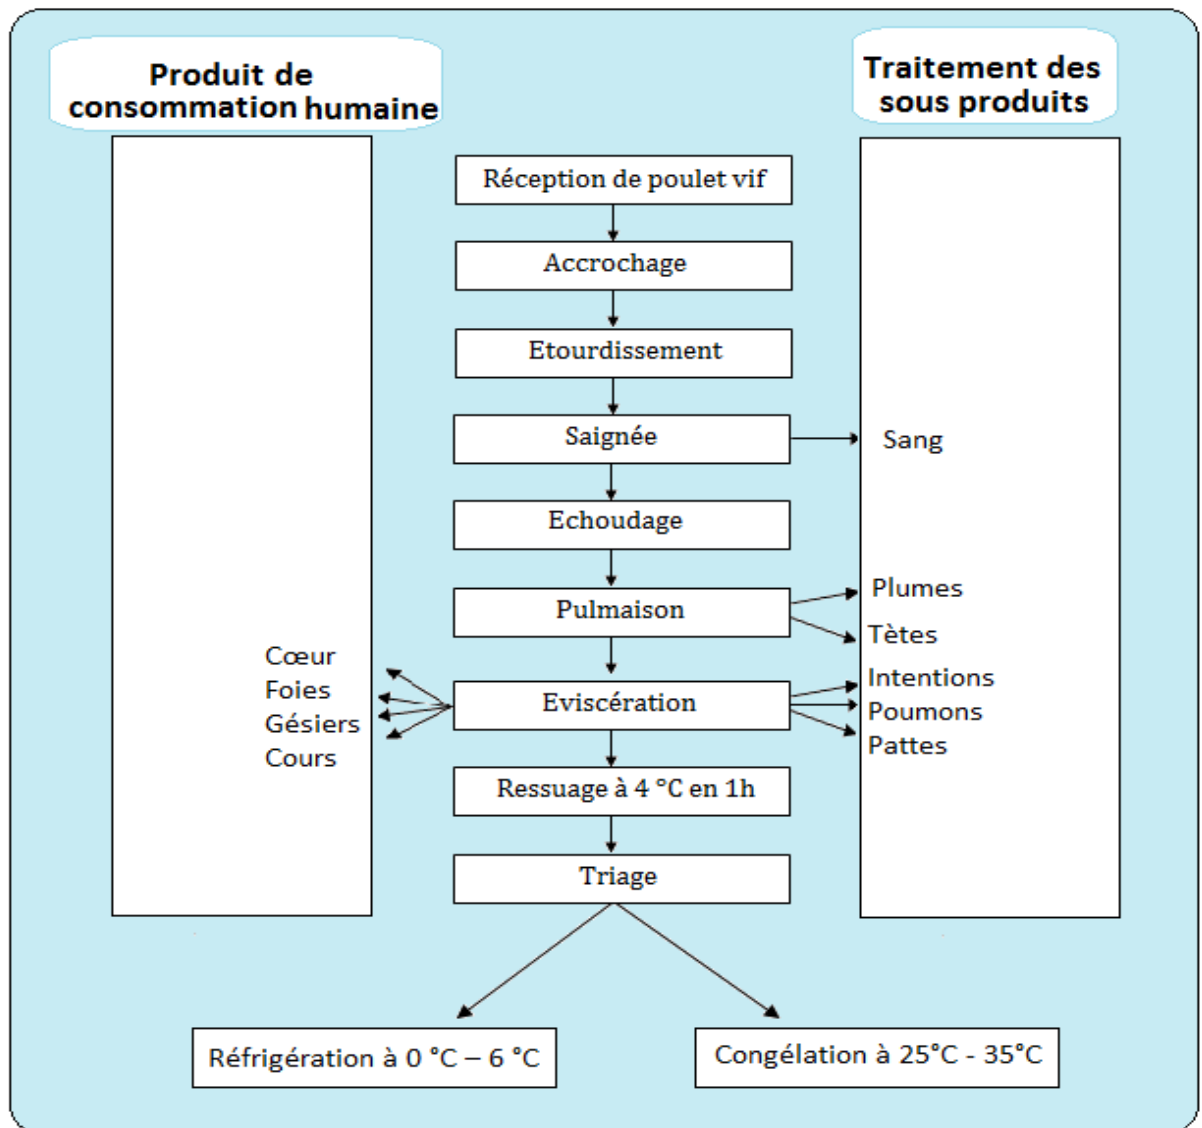 Produit de
consommation humaine
Traitement des
sous produits
Réception de poulet vif
Accrochage
Etourdissement
Saignée
Sang
Echoudage
Pulmaison
Plumes
Tètes
Cœur
Foies
Gésiers
Cours
Eviscération
Intentions
Poumons
Pattes
Ressuage à 4 °C en 1h
Triage
Réfrigération à 0 °C – 6 °C
Congélation à 25°C - 35°C